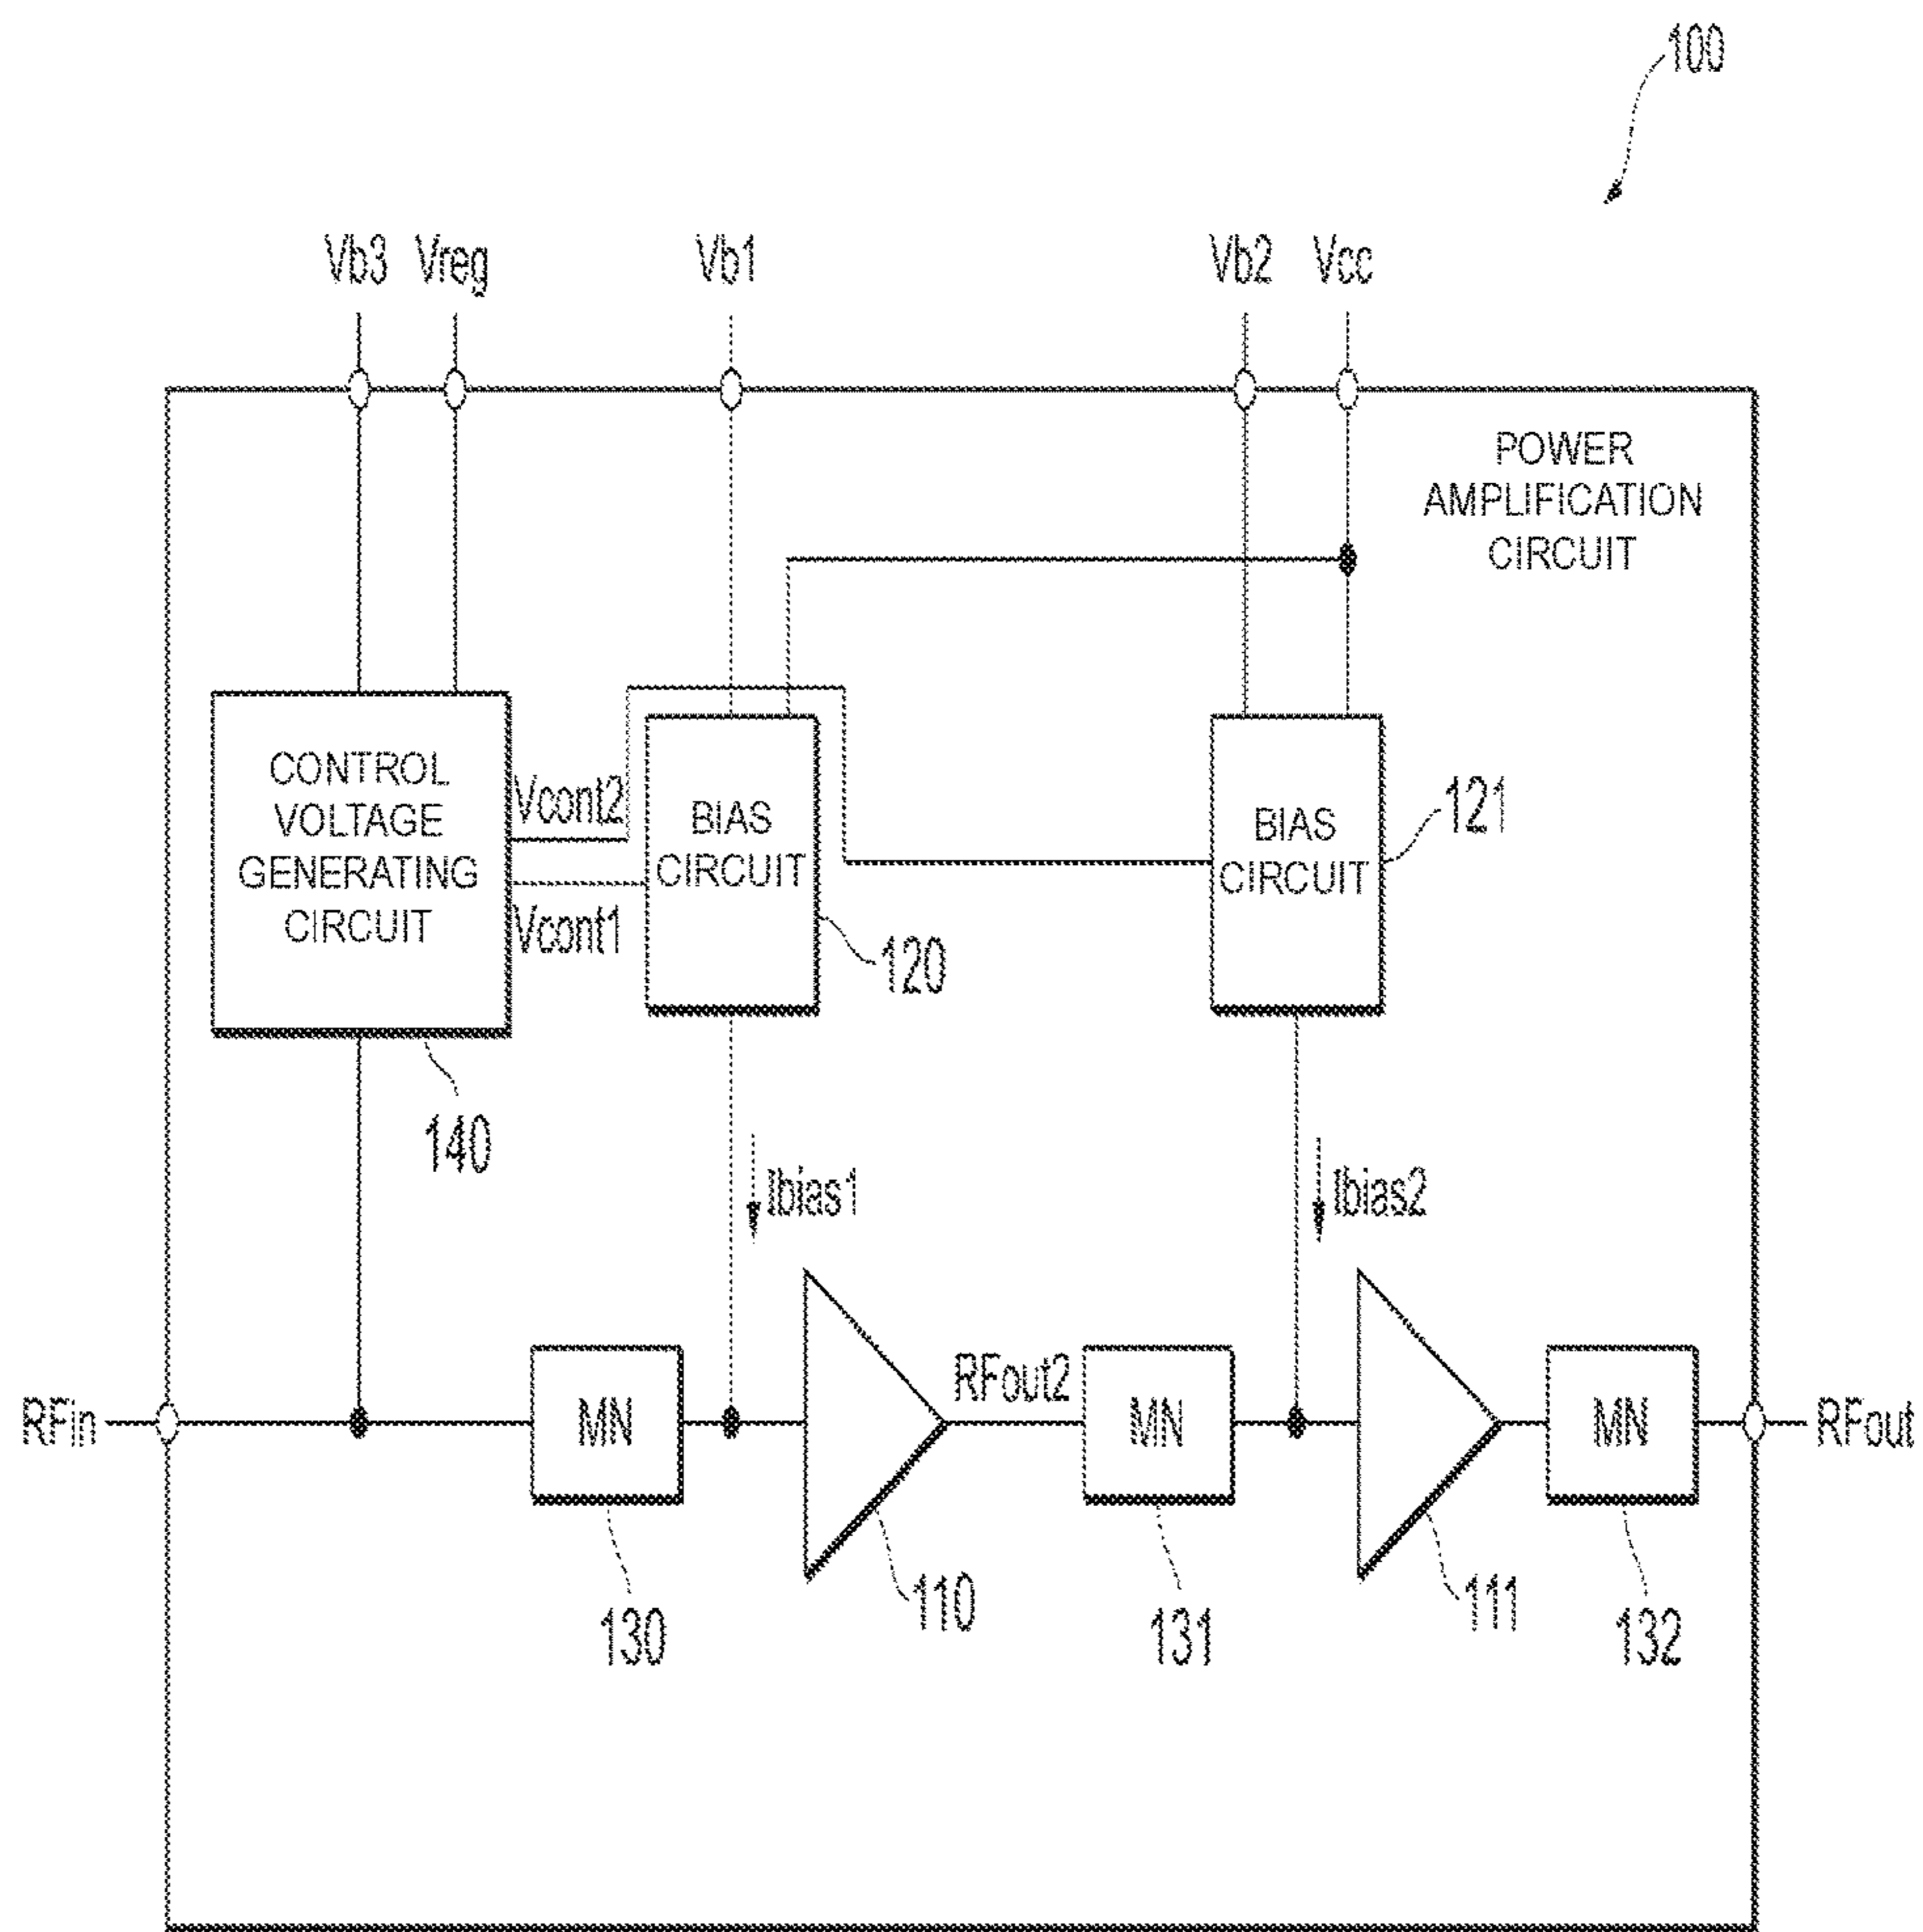 100
Vb3 Vreg Vb1 Vb2 Vcc
POWER
AMPLIFICATION
CIRCUIT
CONTROL
VOLTAGE
GENERATING
CIRCUIT
Vcont2
Vcont1
BIAS
CIRCUIT
120
BIAS
CIRCUIT
121
140
Ibias1
Ibias2
RFin
MN
RFout2
MN
MN
RFout
130
110
131
111
132